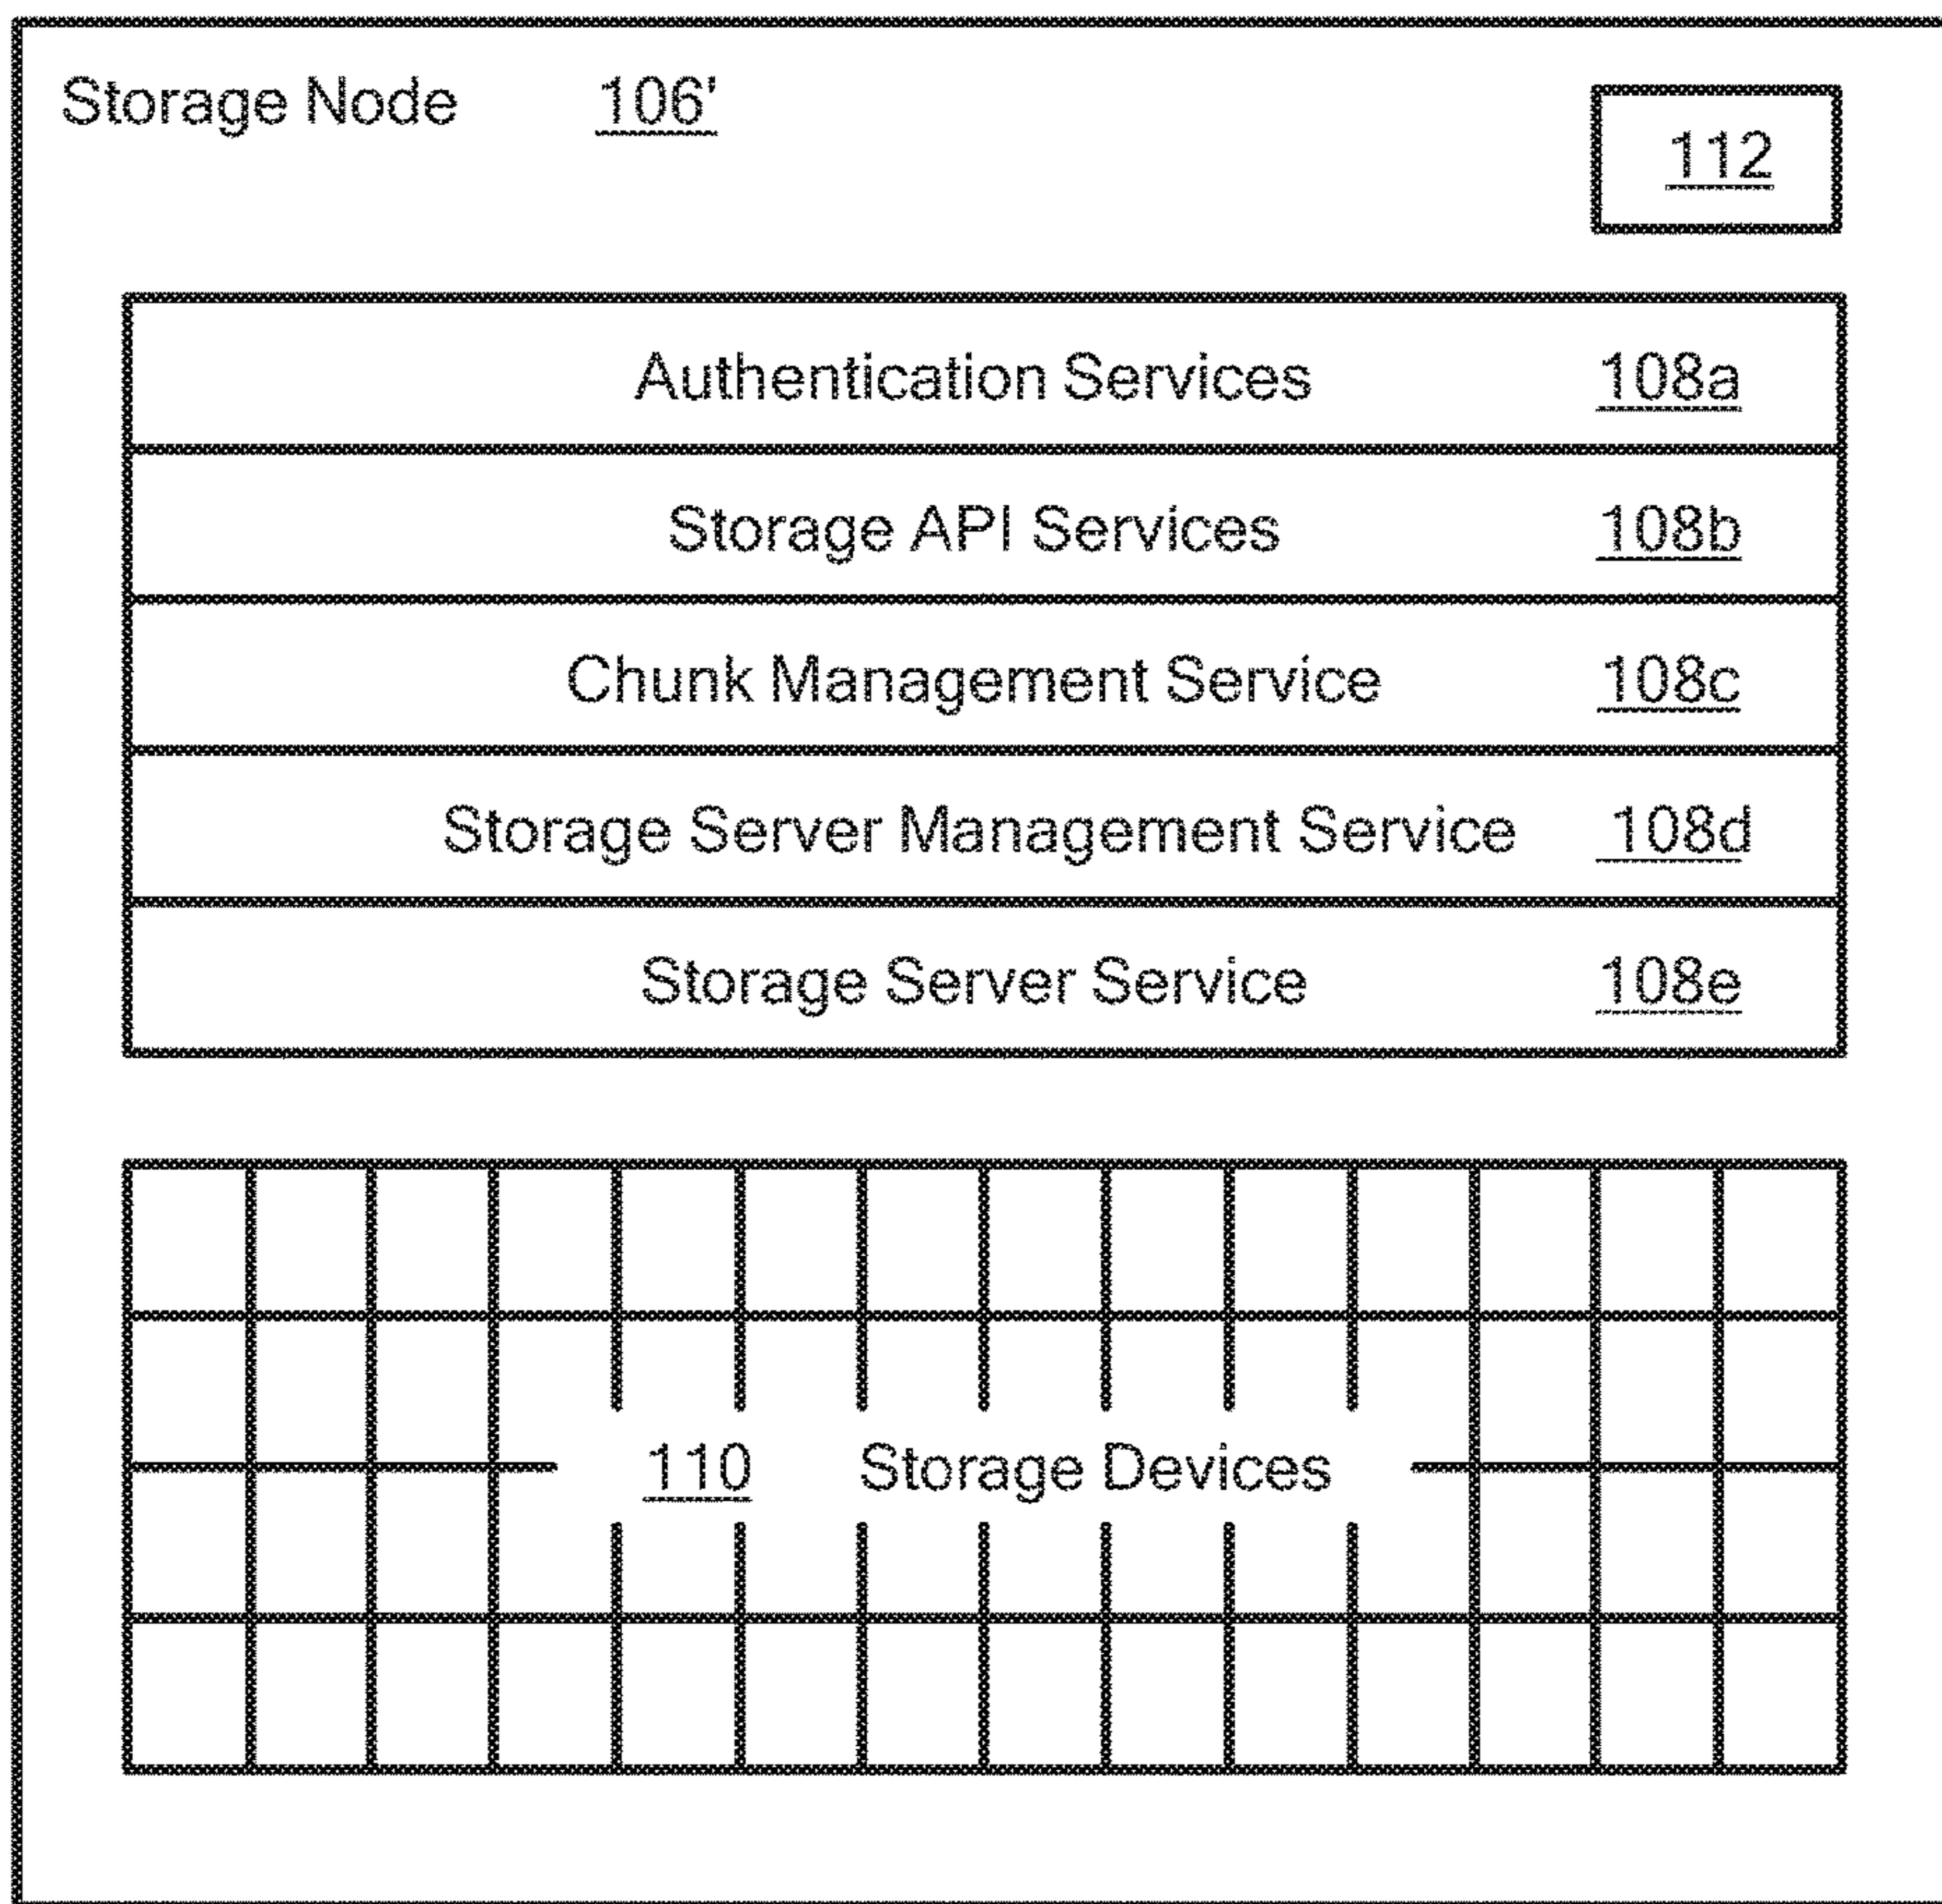 Storage Node 106'
112
Authentication Services 108a
Storage API Services 108b
Chunk Management Service 108c
Storage Server Management Service 108d
Storage Server Service 108e
110 Storage Devices